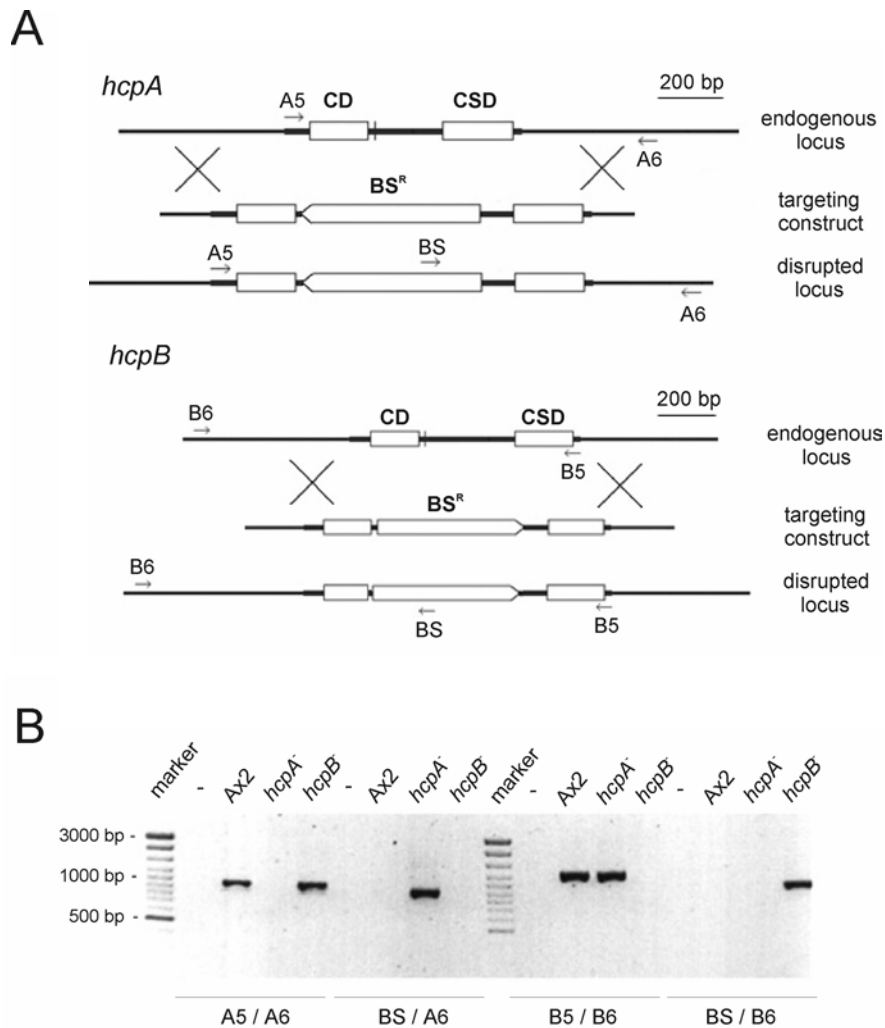 A
hcpA
A5
CD
CSD
200 bp
endogenous
locus
A6
BSᴿ
targeting
construct
A5
BS
disrupted
locus
A6
hcpB
B6
CD
CSD
200 bp
endogenous
locus
B5
BSᴿ
targeting
construct
B6
disrupted
locus
BS
B5
B
marker
-
Ax2
hcpA-
hcpB-
-
Ax2
hcpA-
hcpB-
marker
-
Ax2
hcpA-
hcpB-
-
Ax2
hcpA-
hcpB-
3000 bp -
1000 bp -
500 bp -
A5 / A6
BS / A6
B5 / B6
BS / B6